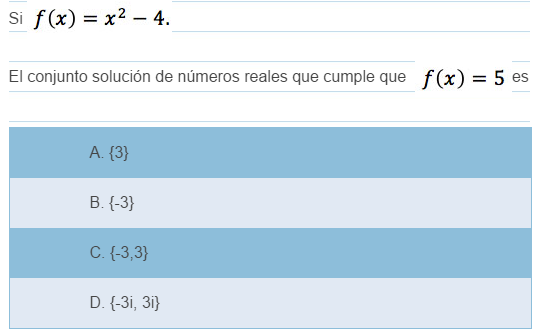 Si f(x) = x² − 4.
El conjunto solución de números reales que cumple que f(x) = 5 es
A. {3}
B. {-3}
C. {-3,3}
D. {-3i, 3i}